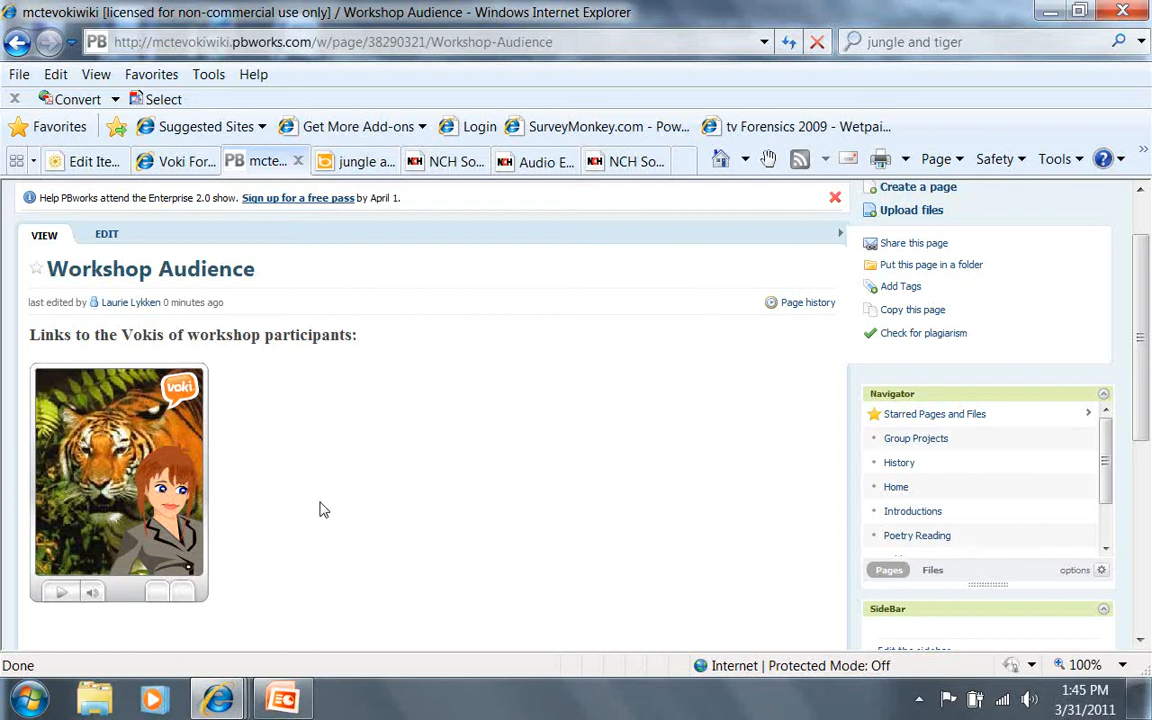 mctevokiwiki [licensed for non-commercial use only] / Workshop Audience - Windows Internet Explorer
http://mctevokiwiki.pbworks.com/w/page/38290321/Workshop-Audience
jungle and tiger
File Edit View Favorites Tools Help
Convert Select
Favorites Suggested Sites Get More Add-ons Login SurveyMonkey.com - Pow... tv Forensics 2009 - Wetpai...
Edit Ite... Voki For... PB mcte... jungle a... NCH NCH So... NCH Audio E... NCH NCH So... Page Safety Tools
Help PBworks attend the Enterprise 2.0 show. Sign up for a free pass by April 1.
Create a page
Upload files
VIEW EDIT
Share this page
Workshop Audience
Put this page in a folder
Add Tags
last edited by Laurie Lykken 0 minutes ago
Page history
Copy this page
Links to the Vokis of workshop participants:
Check for plagiarism
voki
Navigator
Starred Pages and Files
Group Projects
History
Home
Introductions
Poetry Reading
Pages Files options
SideBar
Edit the sidebar
Done Internet | Protected Mode: Off 100%
1:45 PM
3/31/2011